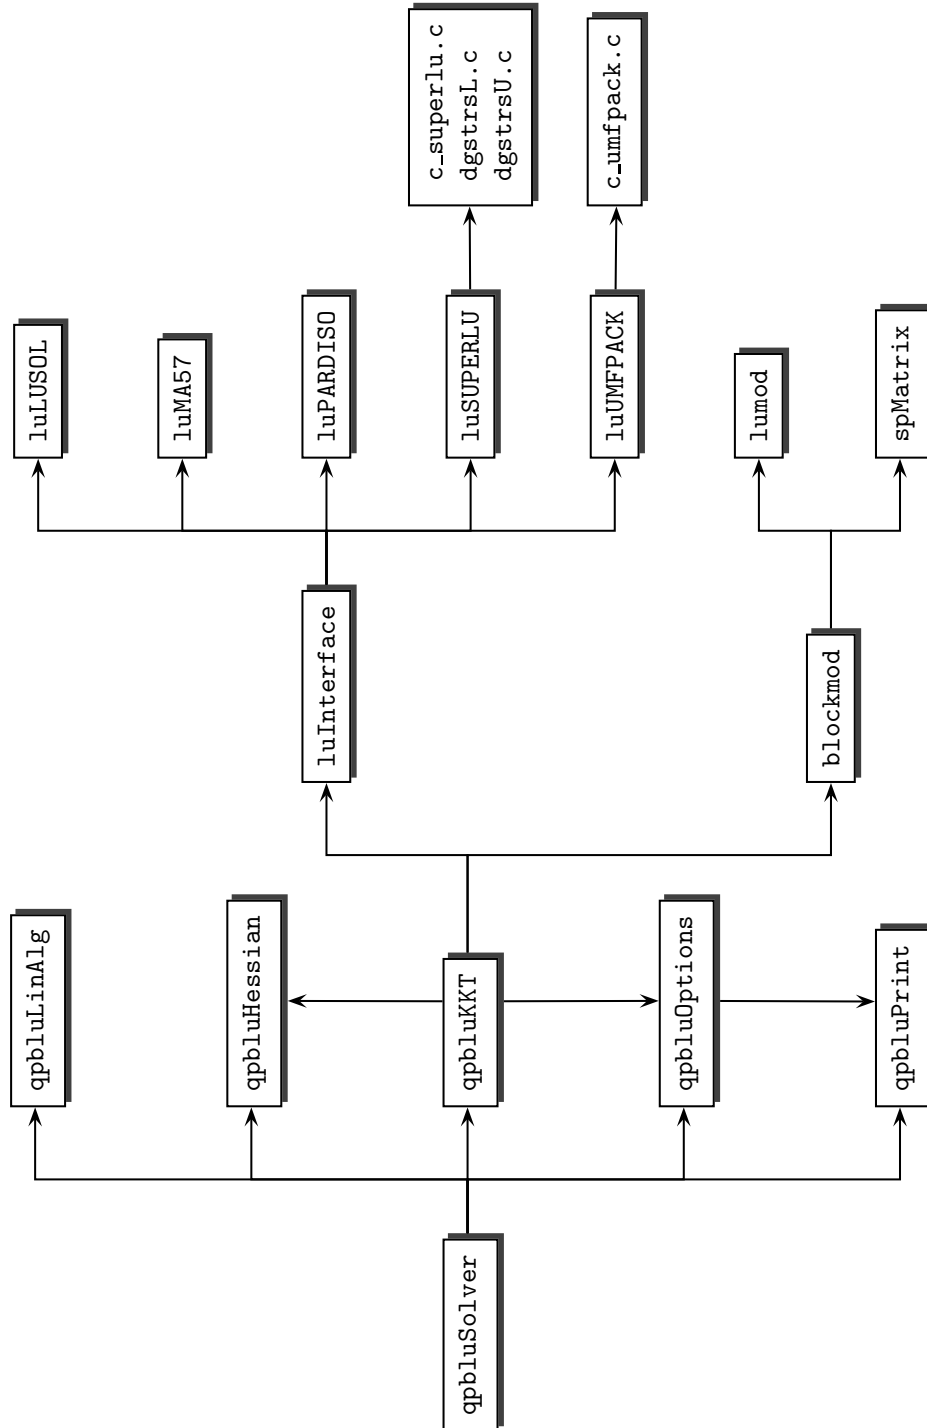 qpbluSolver
qpbluLinAlg
qpbluHessian
qpbluKKT
qpbluOptions
qpbluPrint
luInterface
blockmod
luLUSOL
luMA57
luPARDISO
luSUPERLU
luUMFPACK
lumod
spMatrix
c_superlu.c
dgstrsL.c
dgstrsU.c
c_umfpack.c